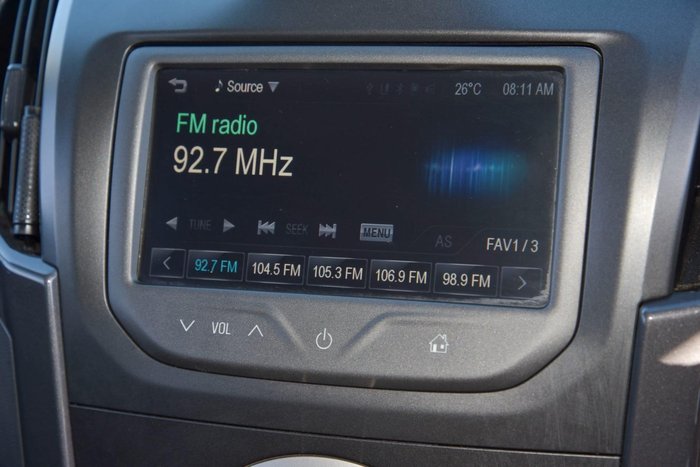 Source 26°C 08:11 AM
FM radio
92.7 MHz
TUNE SEEK MENU AS FAV1 / 3
92.7 FM 104.5 FM 105.3 FM 106.9 FM 98.9 FM
VOL